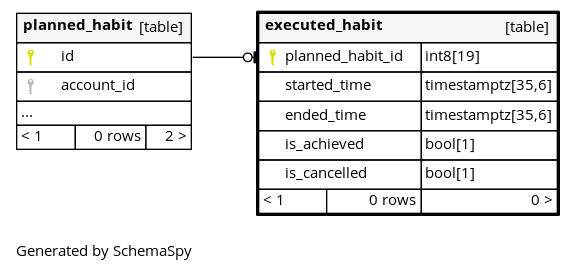 planned_habit [table]
id
account_id
...
< 1 0 rows 2 >
executed_habit [table]
planned_habit_id int8[19]
started_time timestamptz[35,6]
ended_time timestamptz[35,6]
is_achieved bool[1]
is_cancelled bool[1]
< 1 0 rows 0 >
Generated by SchemaSpy